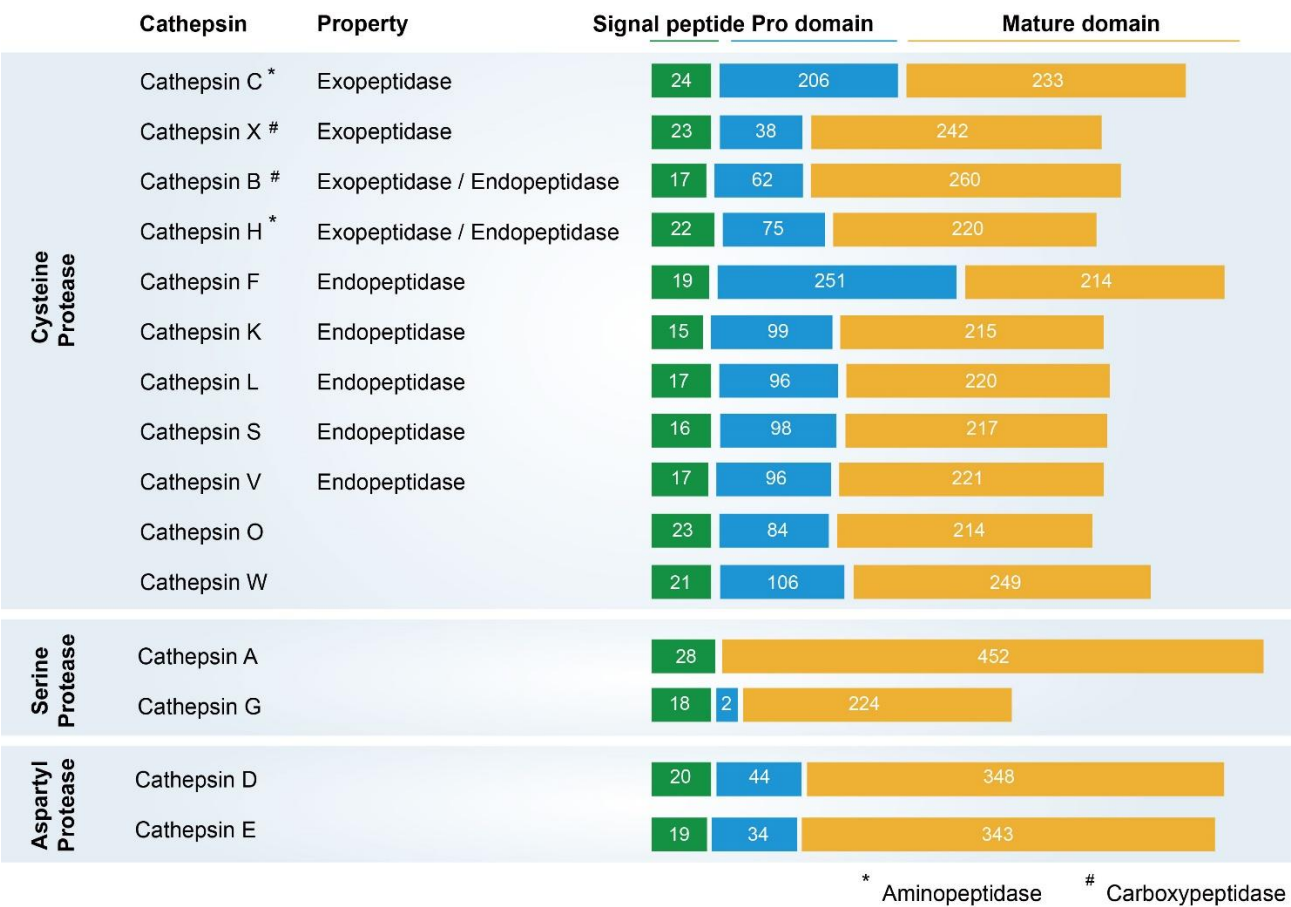 Cathepsin Property Signal peptide Pro domain Mature domain
Cysteine
Protease
Cathepsin C * Exopeptidase 24 206 233
Cathepsin X # Exopeptidase 23 38 242
Cathepsin B # Exopeptidase / Endopeptidase 17 62 260
Cathepsin H * Exopeptidase / Endopeptidase 22 75 220
Cathepsin F Endopeptidase 19 251 214
Cathepsin K Endopeptidase 15 99 215
Cathepsin L Endopeptidase 17 96 220
Cathepsin S Endopeptidase 16 98 217
Cathepsin V Endopeptidase 17 96 221
Cathepsin O 23 84 214
Cathepsin W 21 106 249
Serine
Protease
Cathepsin A 28 452
Cathepsin G 18 2 224
Aspartyl
Protease
Cathepsin D 20 44 348
Cathepsin E 19 34 343
* Aminopeptidase # Carboxypeptidase